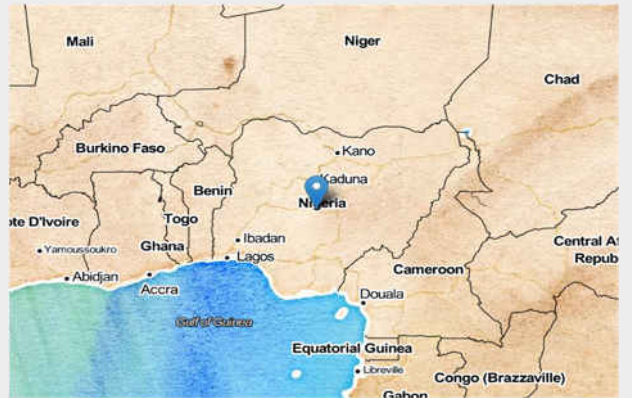 Mali
Niger
Chad
Burkino Faso
Kano
Kaduna
Benin
Nigeria
te D'Ivoire
Togo
Ibadan
Yamoussoukro
Ghana
Lagos
Central Af
Republ
Abidjan
Cameroon
Accra
Douala
Gulf of Guinea
Equatorial Guinea
Libreville
Congo (Brazzaville)
Gabon